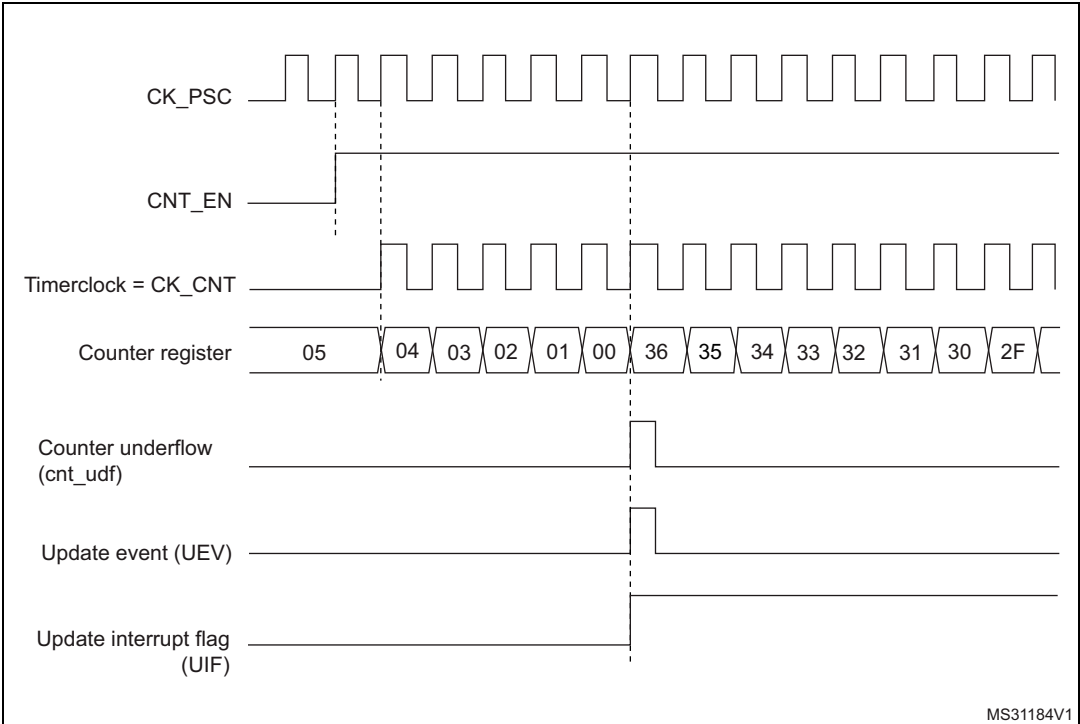 CK_PSC
CNT_EN
Timerclock = CK_CNT
Counter register 05 04 03 02 01 00 36 35 34 33 32 31 30 2F
Counter underflow
(cnt_udf)
Update event (UEV)
Update interrupt flag
(UIF)
MS31184V1